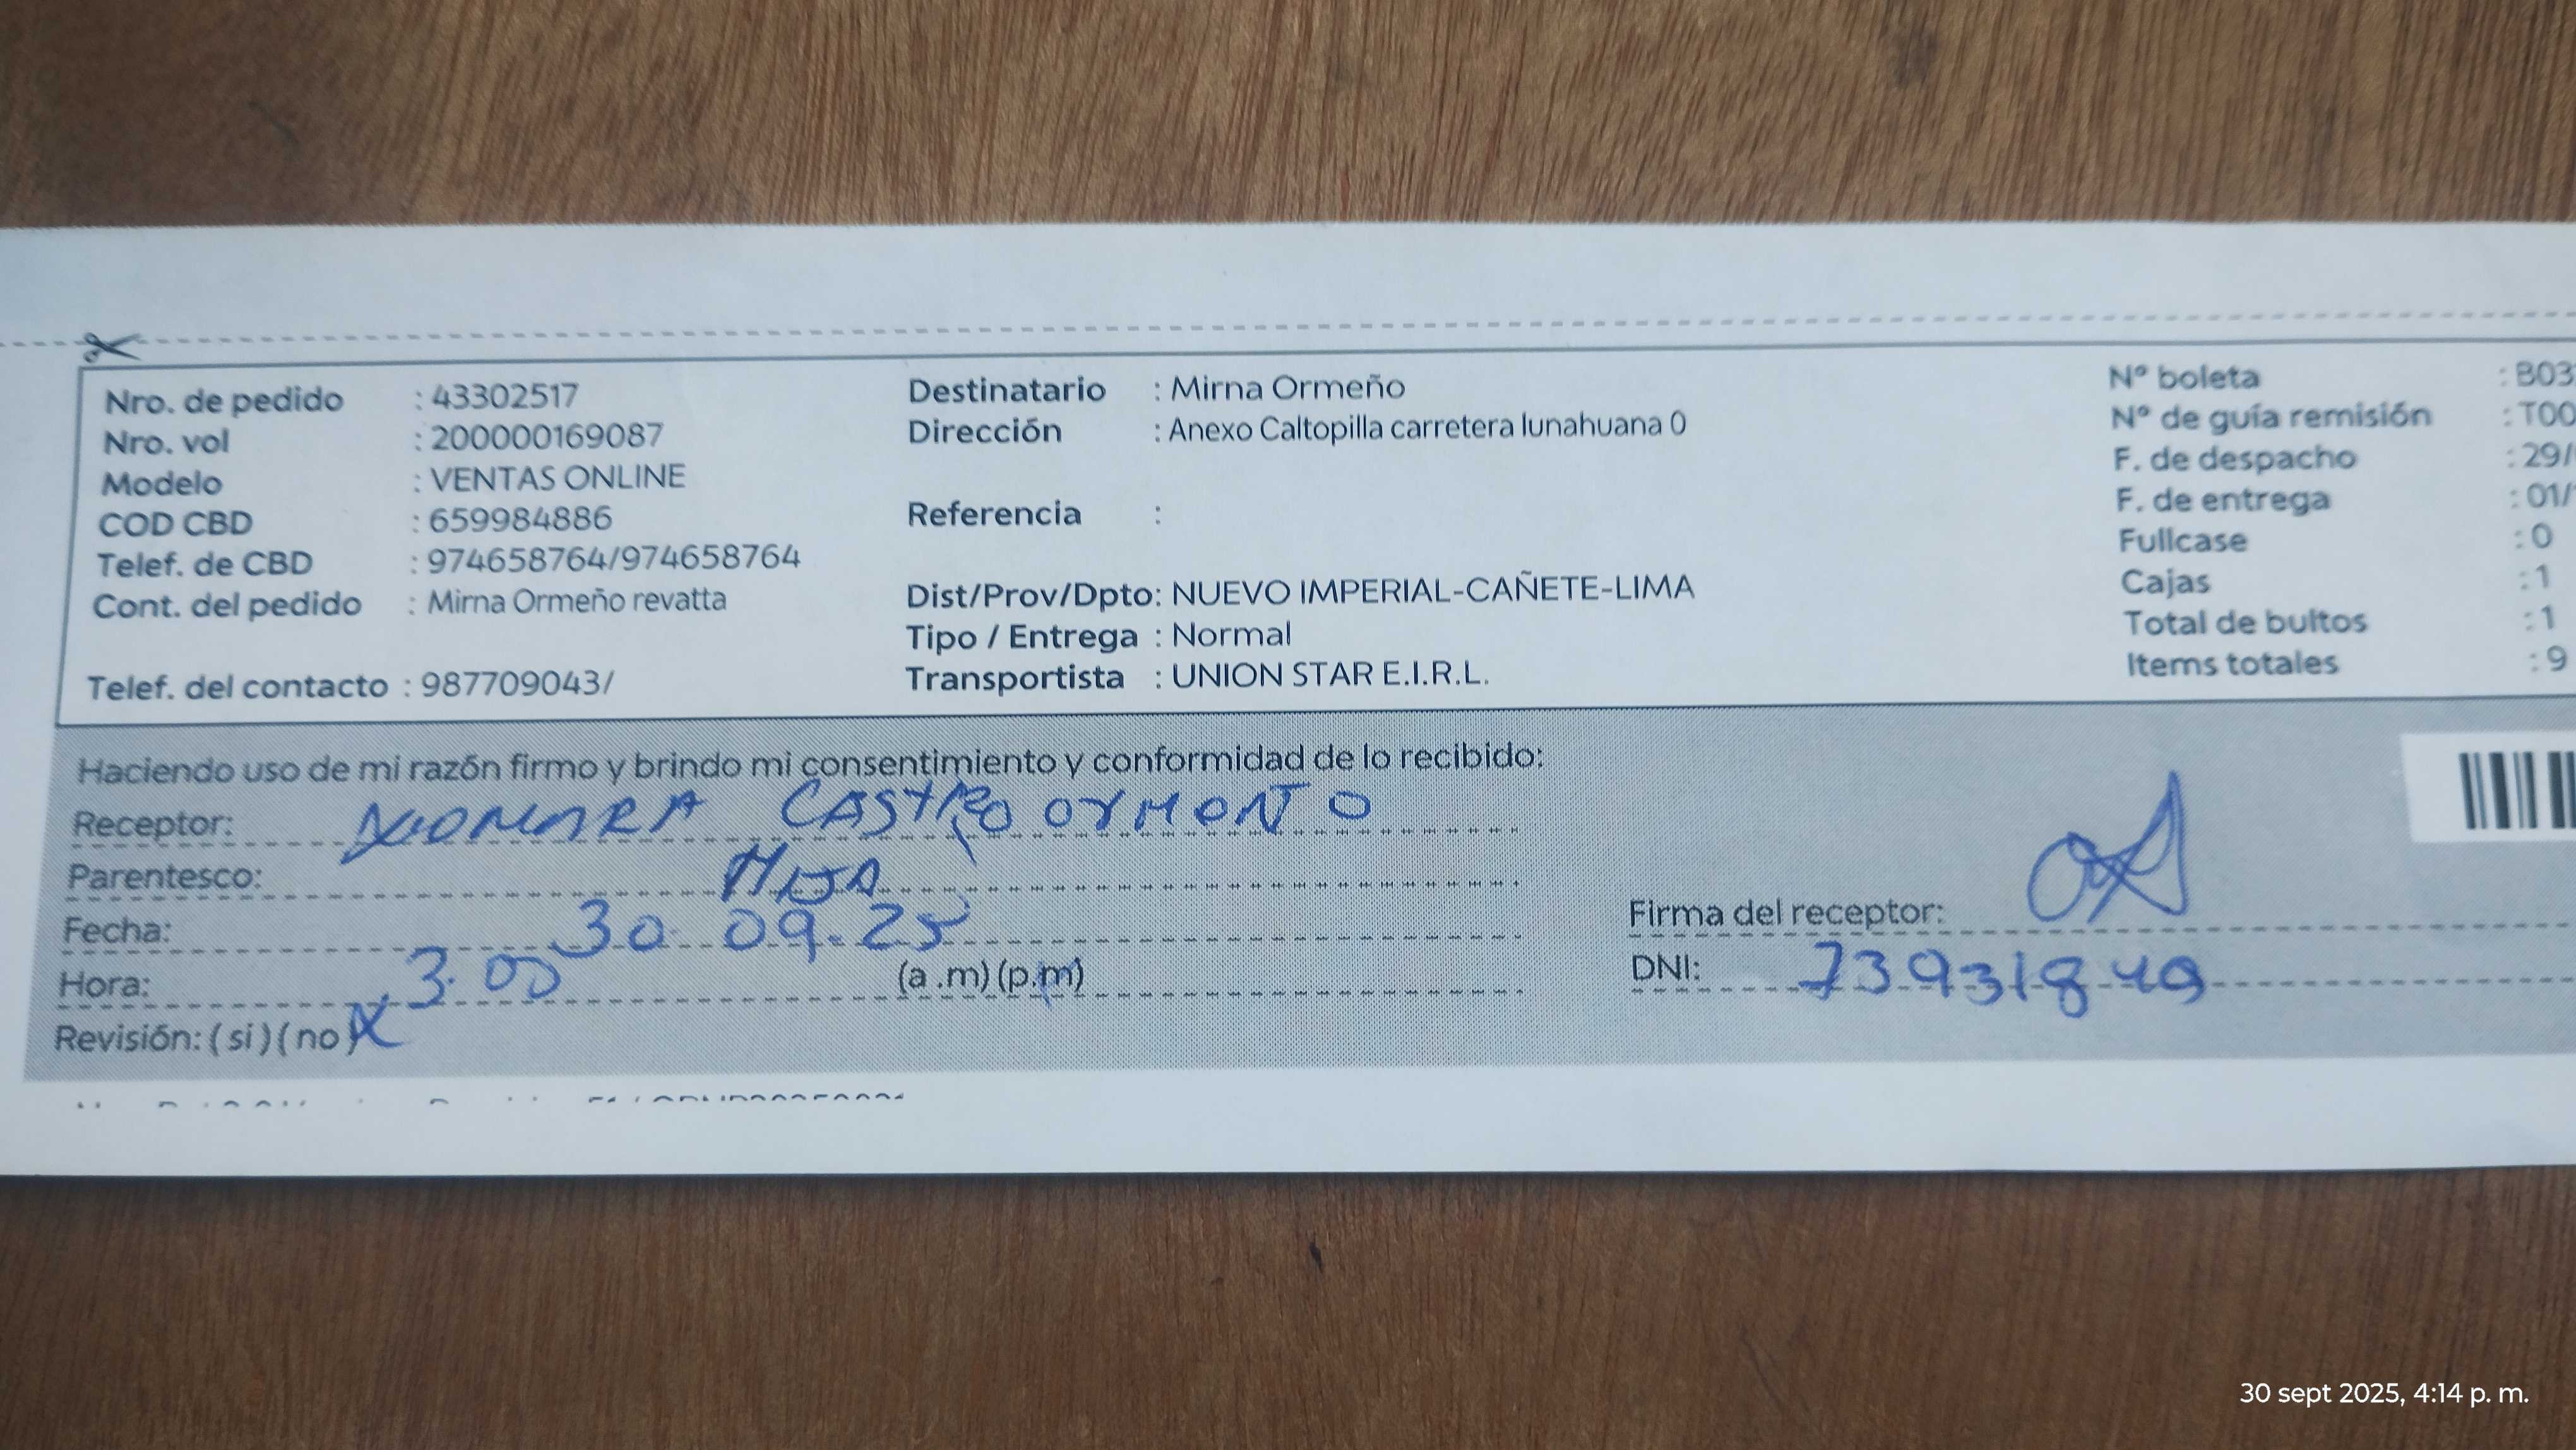 Nro. de pedido : 43302517
Nro. vol : 200000169087
Modelo : VENTAS ONLINE
COD CBD : 659984886
Telef. de CBD : 974658764/974658764
Cont. del pedido : Mirna Ormeño revatta
Telef. del contacto : 987709043/
Destinatario : Mirna Ormeño
Dirección : Anexo Caltopilla carretera lunahuana 0
Referencia :
Dist/Prov/Dpto: NUEVO IMPERIAL-CAÑETE-LIMA
Tipo / Entrega : Normal
Transportista : UNION STAR E.I.R.L.
Nº boleta : B03
Nº de guía remisión : T00
F. de despacho : 29/
F. de entrega : 01/
Fullcase : 0
Cajas : 1
Total de bultos : 1
Items totales : 9
Haciendo uso de mi razón firmo y brindo mi consentimiento y conformidad de lo recibido:
Receptor: CASTRO
Parentesco: HIJA
Fecha: 30.09.25
Hora: 3.00 (a .m) (p.m)
Revisión: ( si ) ( no ) X
Firma del receptor:
DNI: 73931849
30 sept 2025, 4:14 p. m.